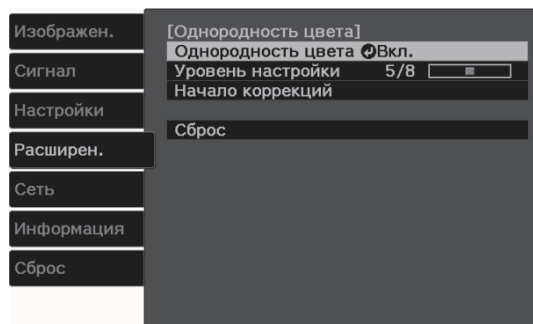 Изображен.
Сигнал
Настройки
Расширен.
Сеть
Информация
Сброс
[Однородность цвета]
Однородность цвета Вкл.
Уровень настройки 5/8
Начало коррекций
Сброс